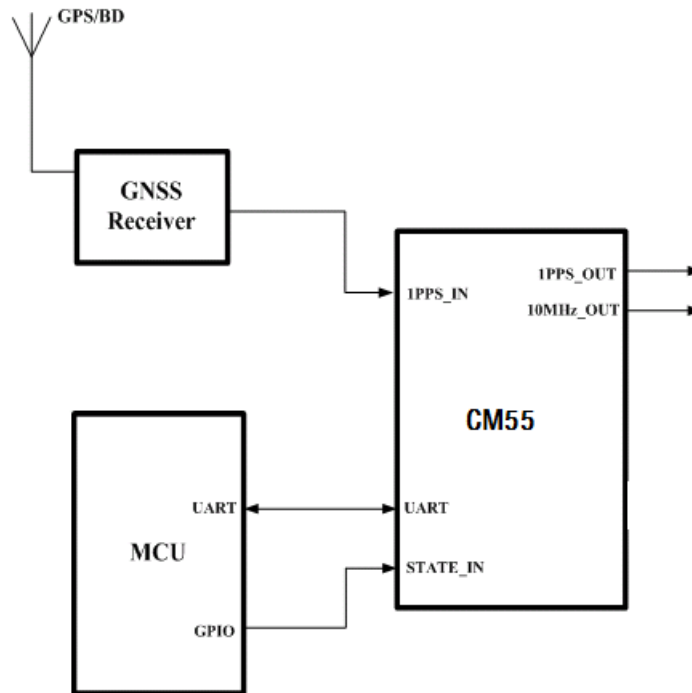 GPS/BD
GNSS
Receiver
1PPS_IN
1PPS_OUT
10MHz_OUT
CM55
UART
UART
MCU
STATE_IN
GPIO